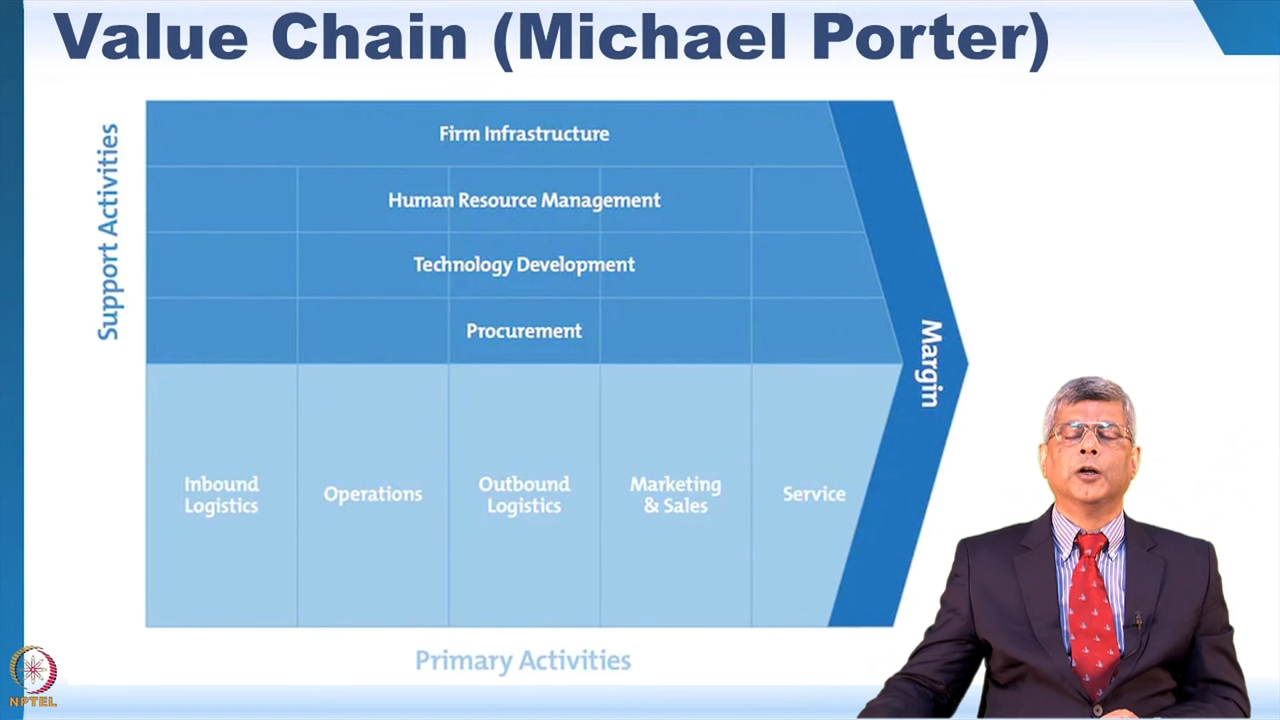 Value Chain (Michael Porter)
Support Activities
Firm Infrastructure
Human Resource Management
Technology Development
Procurement
Margin
Inbound
Logistics
Operations
Outbound
Logistics
Marketing
& Sales
Service
Primary Activities
NPTEL